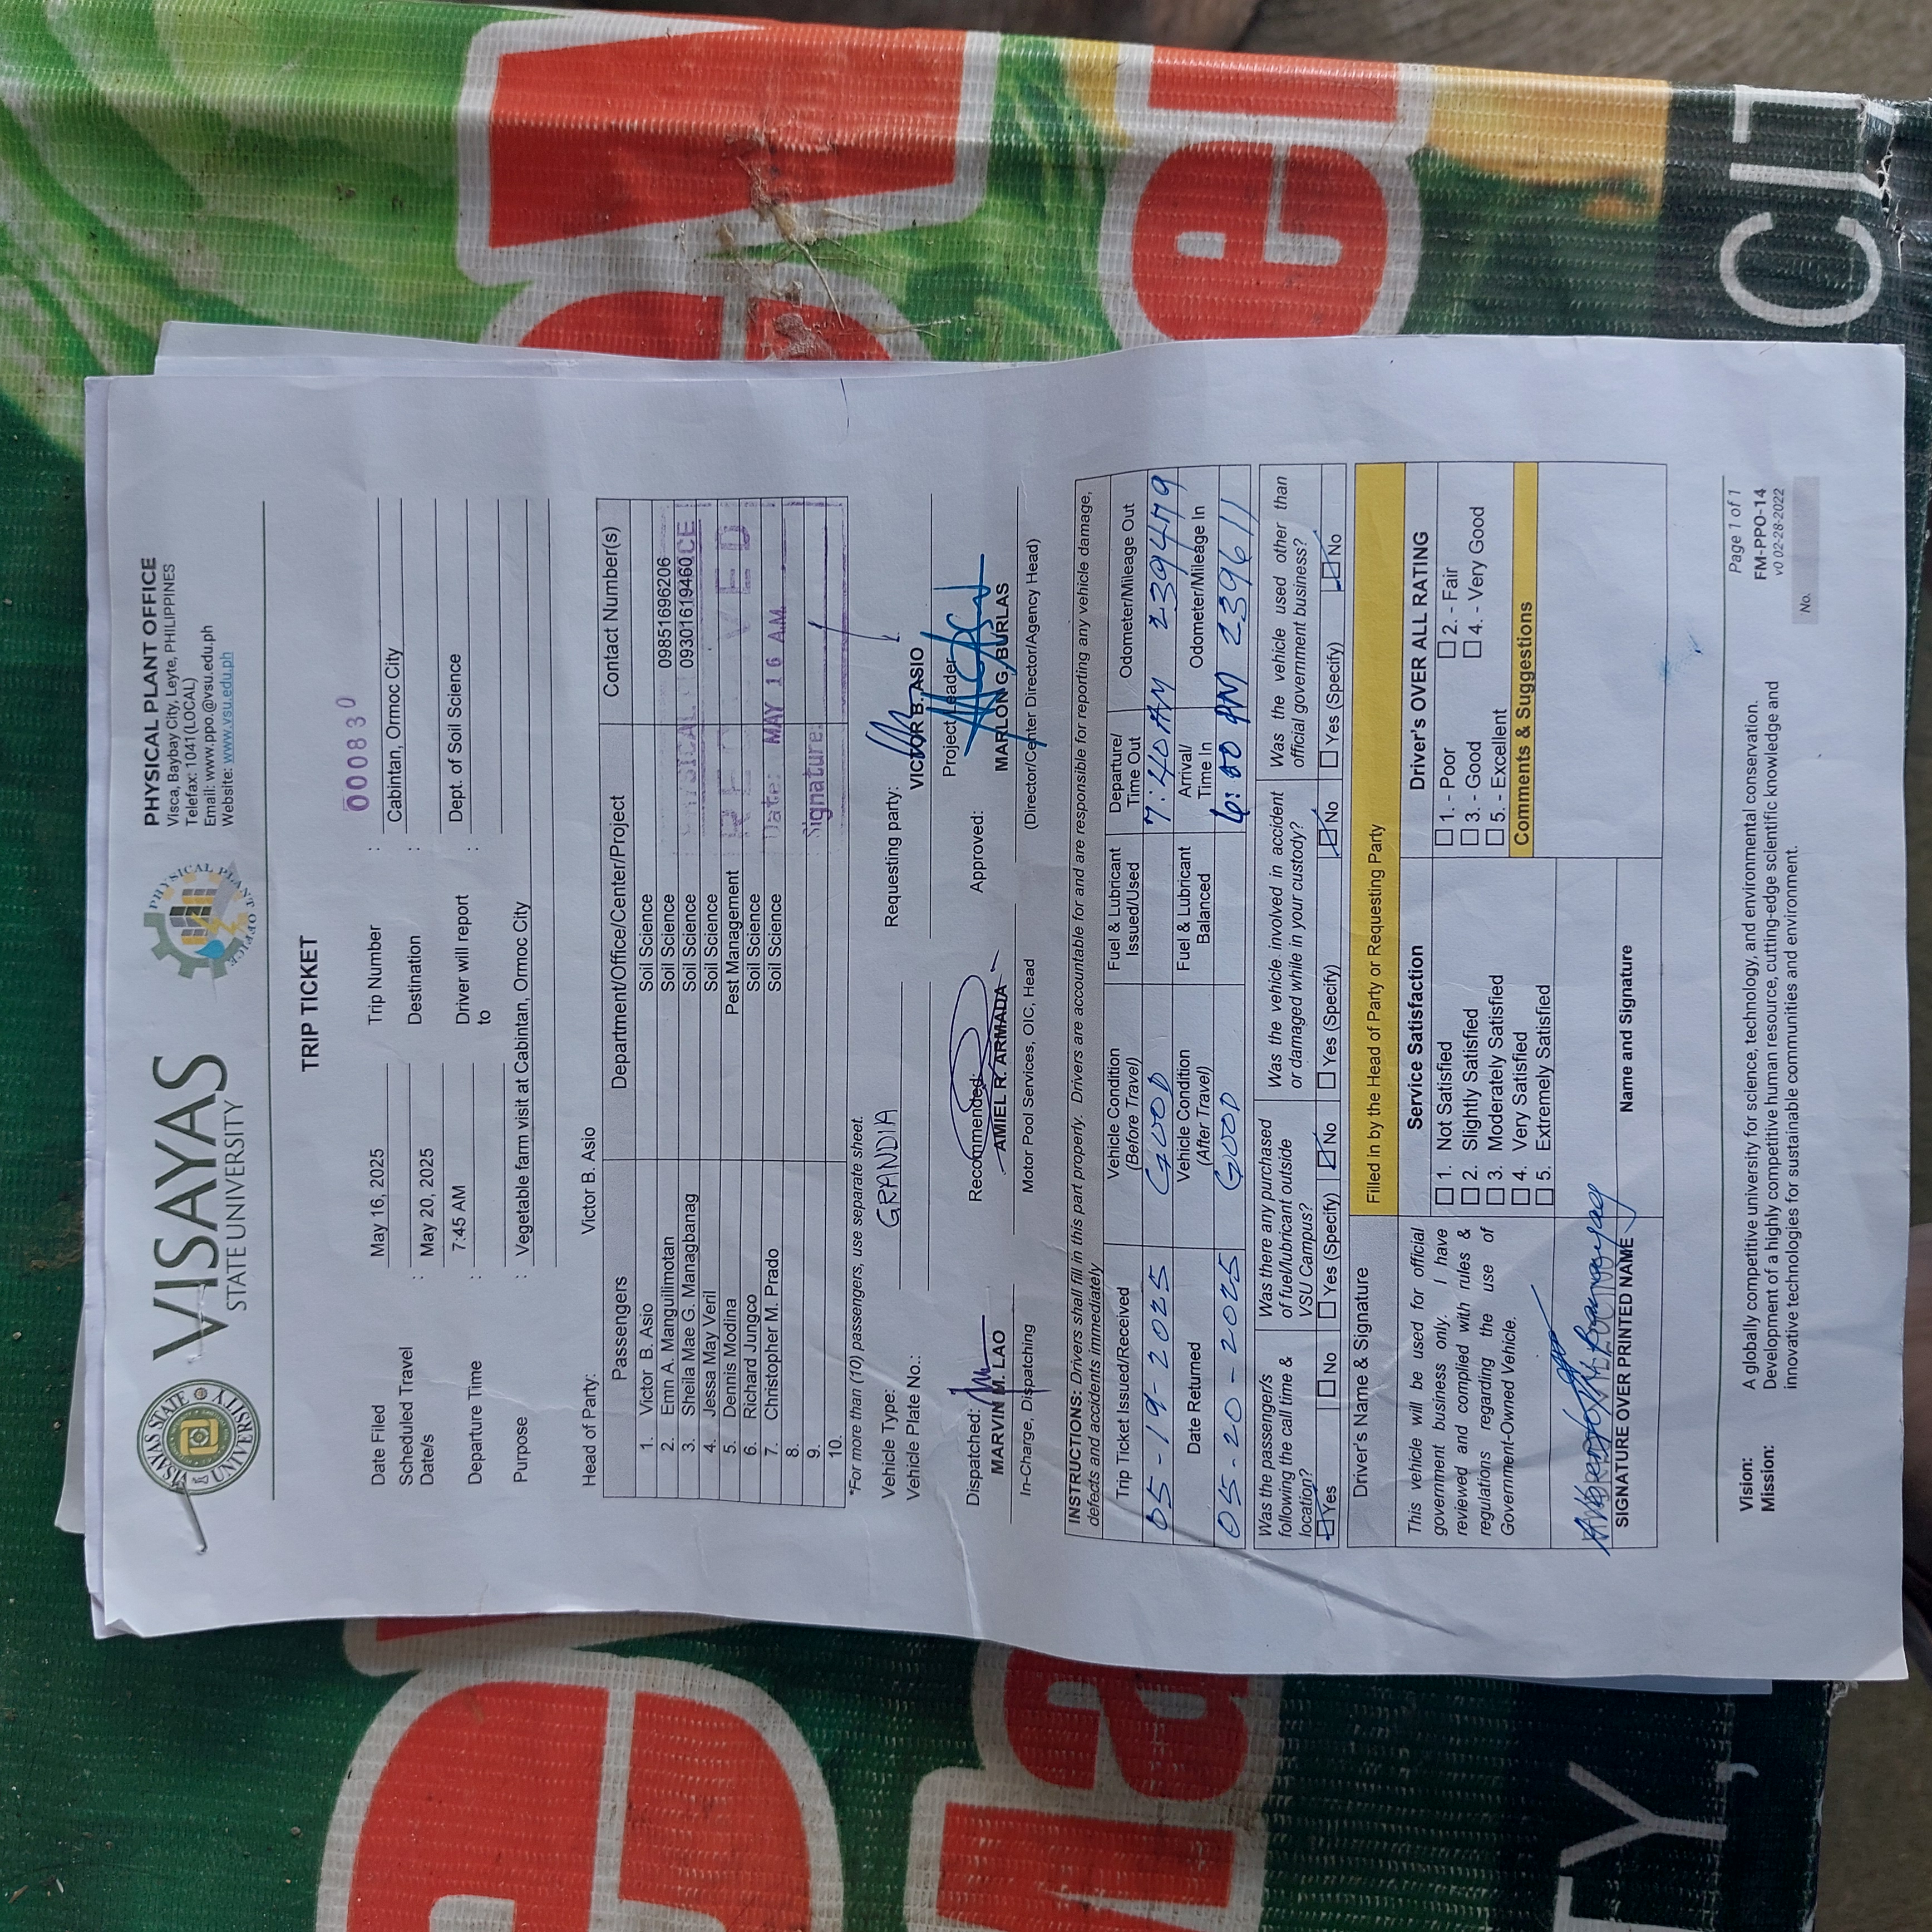 VISAYAS
STATE UNIVERSITY
PHYSICAL PLANT OFFICE
PHYSICAL PLANT OFFICE
Visca, Baybay City, Leyte, PHILIPPINES
Telefax: 1041(LOCAL)
Email: www.ppo.@vsu.edu.ph
Website: www.vsu.edu.ph
TRIP TICKET
000830
Date Filed May 16, 2025 Trip Number :
Scheduled Travel Date/s : May 20, 2025 Destination : Cabintan, Ormoc City
Departure Time : 7:45 AM Driver will report to : Dept. of Soil Science
Purpose : Vegetable farm visit at Cabintan, Ormoc City
Head of Party: Victor B. Asio
Passengers Department/Office/Center/Project Contact Number(s)
1. Victor B. Asio Soil Science
2. Emn A. Manguilimotan Soil Science 09851696206
3. Sheila Mae G. Managbanag Soil Science 09301619480
4. Jessa May Veril Soil Science
5. Dennis Modina Pest Management
6. Richard Jungco Soil Science
7. Christopher M. Prado Soil Science
8.
9.
10.
PHYSICAL
RECEIVED
Date: MAY 16 A.M.
Signature:
*For more than (10) passengers, use separate sheet.
Vehicle Type: GRANDIA
Vehicle Plate No.:
Requesting party:
VICTOR B. ASIO
Project Leader
Dispatched: Recommended: Approved:
MARVIN M. LAO AMIEL R. ARMADA MARLON G. BURLAS
In-Charge, Dispatching Motor Pool Services, OIC, Head (Director/Center Director/Agency Head)
INSTRUCTIONS: Drivers shall fill in this part properly. Drivers are accountable for and are responsible for reporting any vehicle damage,
defects and accidents immediately
Trip Ticket Issued/Received Vehicle Condition (Before Travel) Fuel & Lubricant Issued/Used Departure/ Time Out Odometer/Mileage Out
05-19-2025 GOOD 7:40 AM 239479
Date Returned Vehicle Condition (After Travel) Fuel & Lubricant Balanced Arrival/ Time In Odometer/Mileage In
05-20-2025 GOOD PM 239611
Was the passenger/s following the call time & location?
Yes No
Was there any purchased of fuel/lubricant outside VSU Campus?
Yes (Specify) No
Was the vehicle involved in accident or damaged while in your custody?
Yes (Specify) No
Was the vehicle used other than official government business?
Yes (Specify) No
Driver's Name & Signature
Filled in by the Head of Party or Requesting Party
This vehicle will be used for official
government business only. I have
reviewed and complied with rules &
regulations regarding the use of
Government-Owned Vehicle.
SIGNATURE OVER PRINTED NAME
Service Satisfaction
1. Not Satisfied
2. Slightly Satisfied
3. Moderately Satisfied
4. Very Satisfied
5. Extremely Satisfied
Name and Signature
Driver's OVER ALL RATING
1. - Poor 2. - Fair
3. - Good 4. - Very Good
5. - Excellent
Comments & Suggestions
Vision: A globally competitive university for science, technology, and environmental conservation.
Mission: Development of a highly competitive human resource, cutting-edge scientific knowledge and
innovative technologies for sustainable communities and environment.
Page 1 of 1
FM-PPO-14
v0 02-28-2022
No.